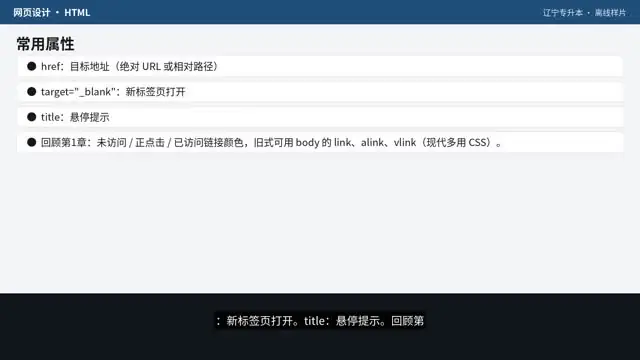 网页设计 · HTML
辽宁专升本 · 离线样片
常用属性
● href：目标地址（绝对 URL 或相对路径）
● target="_blank"：新标签页打开
● title：悬停提示
● 回顾第1章：未访问 / 正点击 / 已访问链接颜色，旧式可用 body 的 link、alink、vlink（现代多用 CSS）。
：新标签页打开。title：悬停提示。回顾第